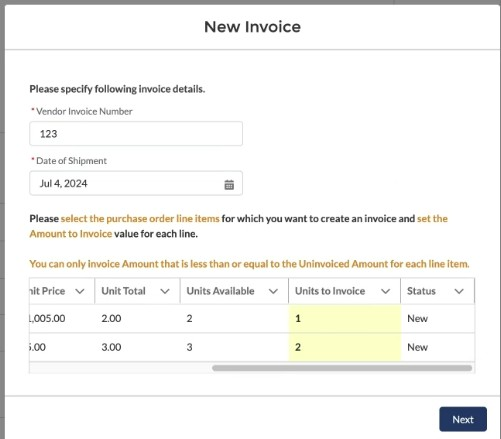 New Invoice
Please specify following invoice details.
*Vendor Invoice Number
123
*Date of Shipment
Jul 4, 2024
Please select the purchase order line items for which you want to create an invoice and set the
Amount to Invoice value for each line.
You can only invoice Amount that is less than or equal to the Uninvoiced Amount for each line item.
Price Unit Total Units Available Units to Invoice Status
,005.00 2.00 2 1 New
.00 3.00 3 2 New
Next